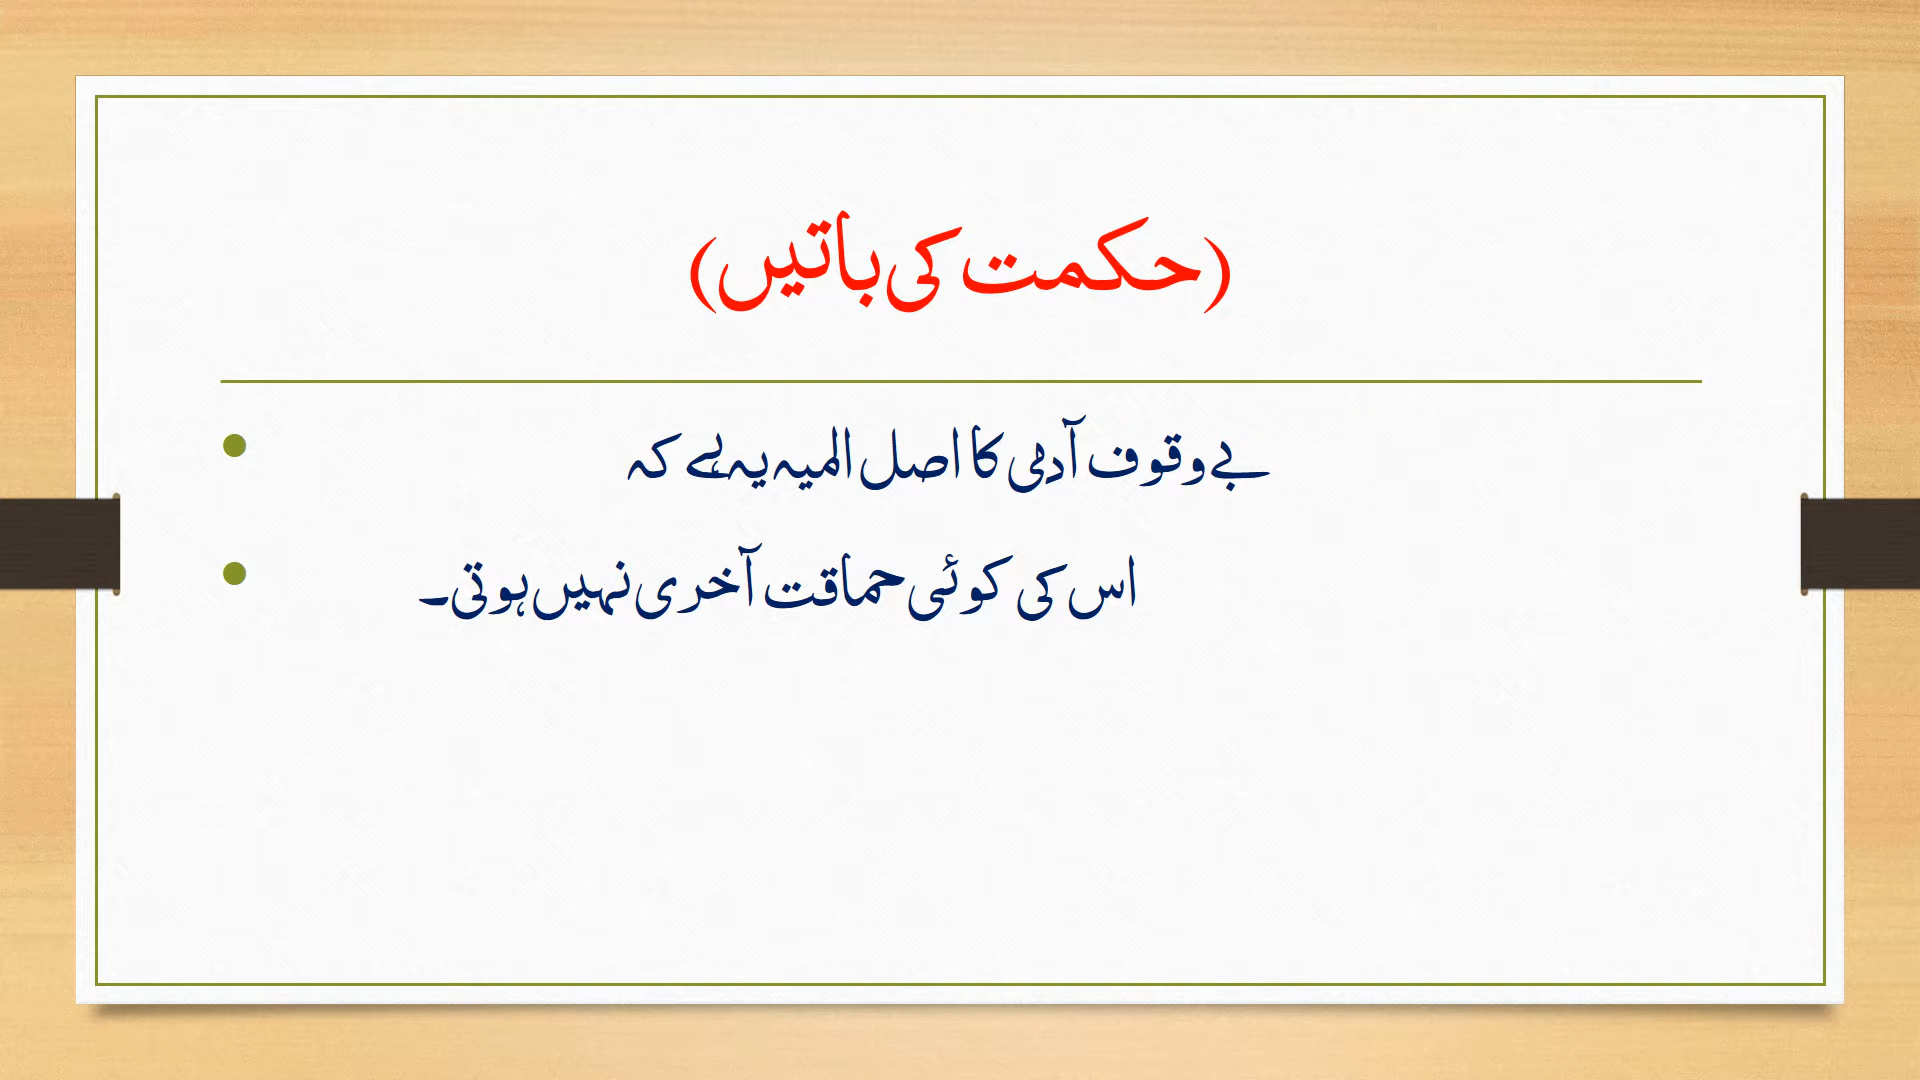 (حکمت کی باتیں)
بے وقوف آدمی کا اصل المیہ یہ ہے کہ
اس کی کوئی حماقت آخری نہیں ہوتی۔